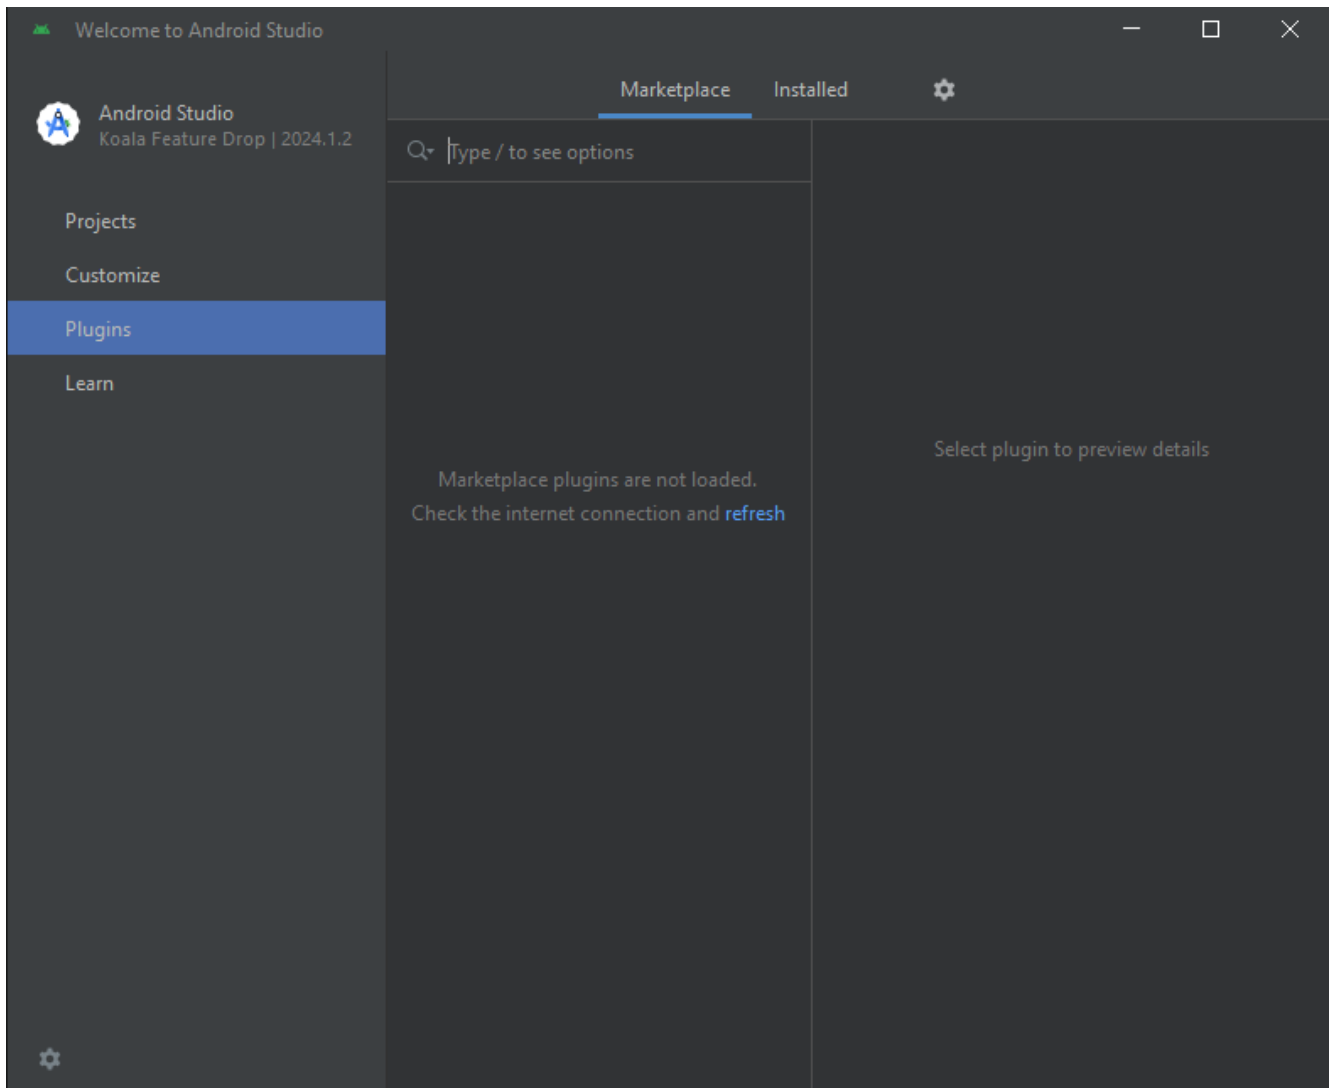 Welcome to Android Studio
Android Studio
Koala Feature Drop | 2024.1.2
Projects
Customize
Plugins
Learn
Marketplace
Installed
Type / to see options
Marketplace plugins are not loaded.
Check the internet connection and refresh
Select plugin to preview details